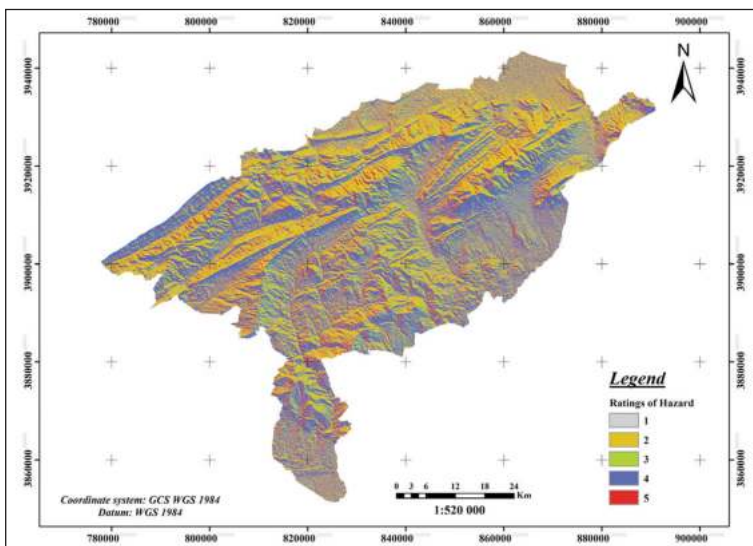 780000 800000 820000 840000 860000 880000 900000
3940000 3940000
3920000 3920000
3900000 3900000
3880000 3880000
3860000 3860000
N
Legend
Ratings of Hazard
1
2
3
4
5
0 3 6 12 18 24
Km
1:520 000
Coordinate system: GCS WGS 1984
Datum: WGS 1984
780000 800000 820000 840000 860000 880000 900000